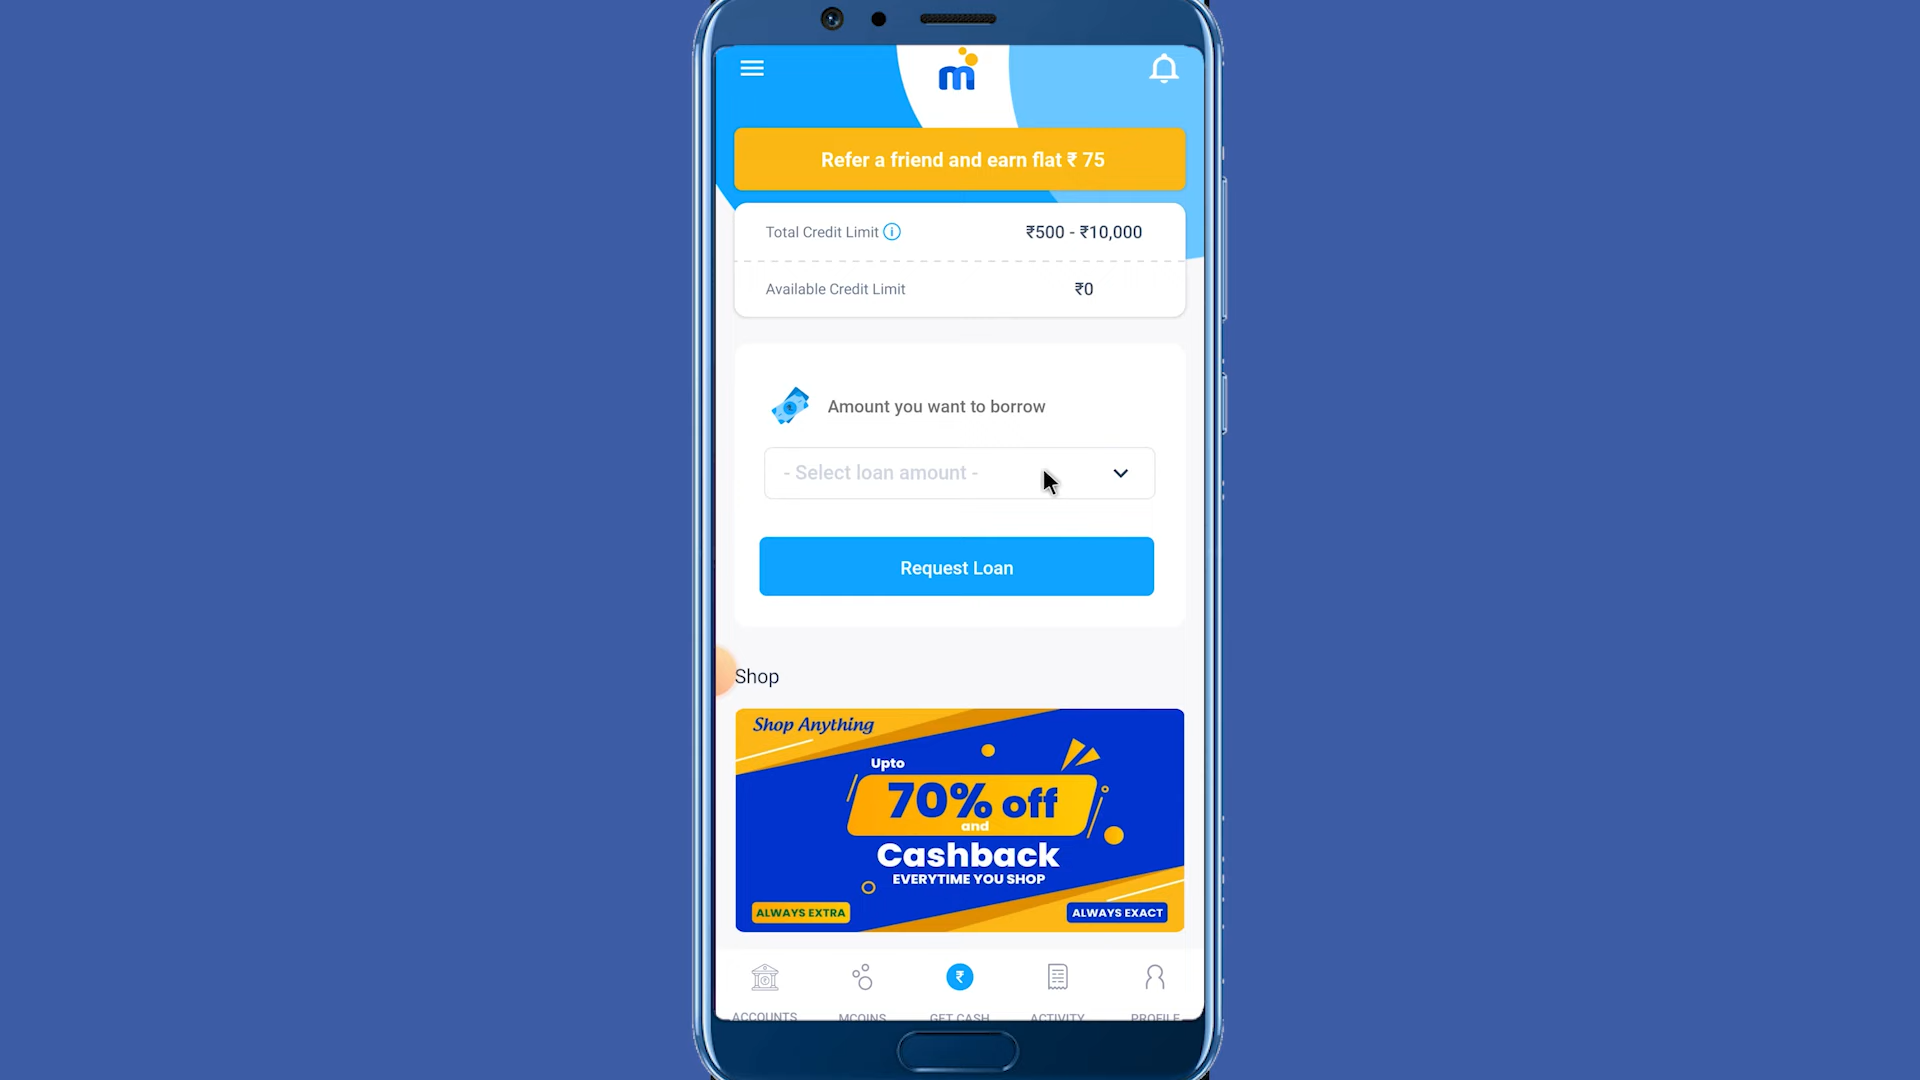 m
Refer a friend and earn flat ₹ 75
Total Credit Limit ₹500 - ₹10,000
Available Credit Limit ₹0
Amount you want to borrow
- Select loan amount -
Request Loan
Shop
Shop Anything
Upto
70% off
and
Cashback
EVERYTIME YOU SHOP
ALWAYS EXTRA ALWAYS EXACT
ACCOUNTS MCOINS GET CASH ACTIVITY PROFILE